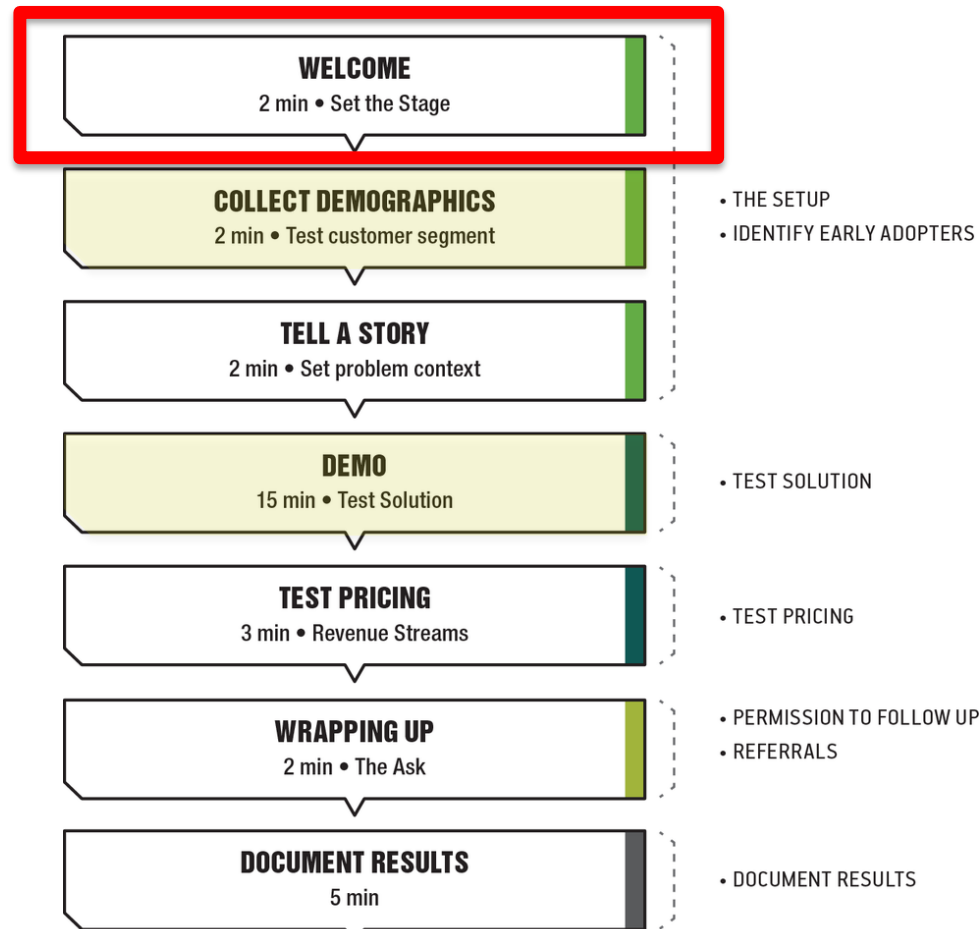 WELCOME
2 min • Set the Stage
COLLECT DEMOGRAPHICS
2 min • Test customer segment
• THE SETUP
• IDENTIFY EARLY ADOPTERS
TELL A STORY
2 min • Set problem context
DEMO
15 min • Test Solution
• TEST SOLUTION
TEST PRICING
3 min • Revenue Streams
• TEST PRICING
WRAPPING UP
2 min • The Ask
• PERMISSION TO FOLLOW UP
• REFERRALS
DOCUMENT RESULTS
5 min
• DOCUMENT RESULTS